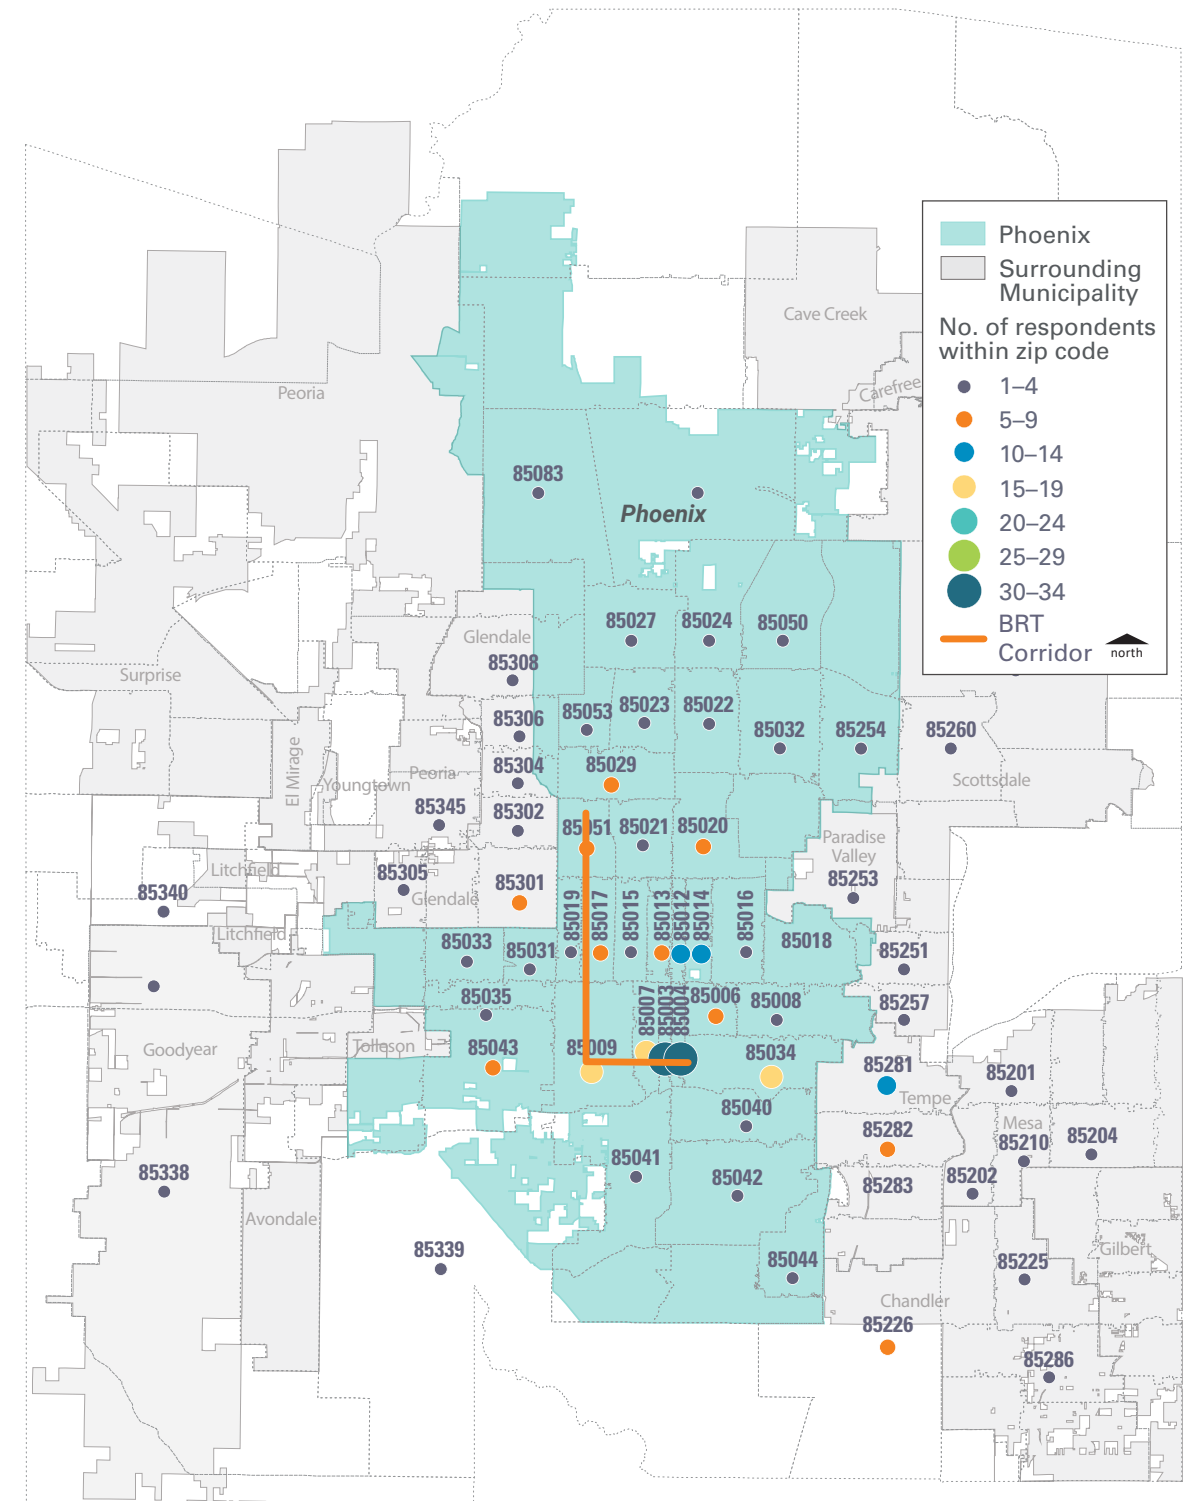 Phoenix
Surrounding
Municipality
No. of respondents
within zip code
1–4
5–9
10–14
15–19
20–24
25–29
30–34
BRT
Corridor
north
Cave Creek
Carefree
Peoria
85083
Phoenix
85027
85024
85050
Glendale
85308
Surprise
85306
85053
85023
85022
85032
85254
85260
El Mirage
Youngtown
Peoria
85304
85029
Scottsdale
85345
85302
85051
85021
85020
Paradise
Valley
85253
Litchfield
85340
85305
Glendale
85301
85019
85017
85015
85013
85012
85014
85016
85018
Litchfield
85033
85031
85251
85035
85007
85003
85004
85006
85008
85257
Goodyear
Tolleson
85043
85009
85034
85281
Tempe
85201
85040
Mesa
85282
85210
85204
85338
85041
85042
85283
85202
Avondale
85339
85044
85225
Gilbert
Chandler
85226
85286